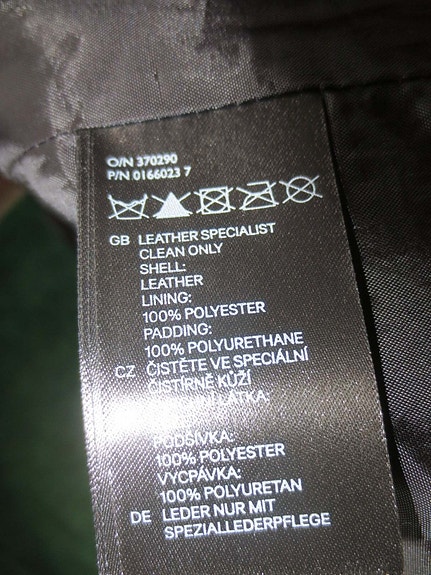 O/N 370290
P/N 0166023 7
GB LEATHER SPECIALIST
CLEAN ONLY
SHELL:
LEATHER
LINING:
100% POLYESTER
PADDING:
100% POLYURETHANE
CZ ČISTĚTE VE SPECIÁLNÍ
ČISTÍRNĚ KŮŽÍ
LÁTKA:
PODŠÍVKA:
100% POLYESTER
VYCPÁVKA:
100% POLYURETAN
DE LEDER NUR MIT
SPEZIALLEDERPFLEGE